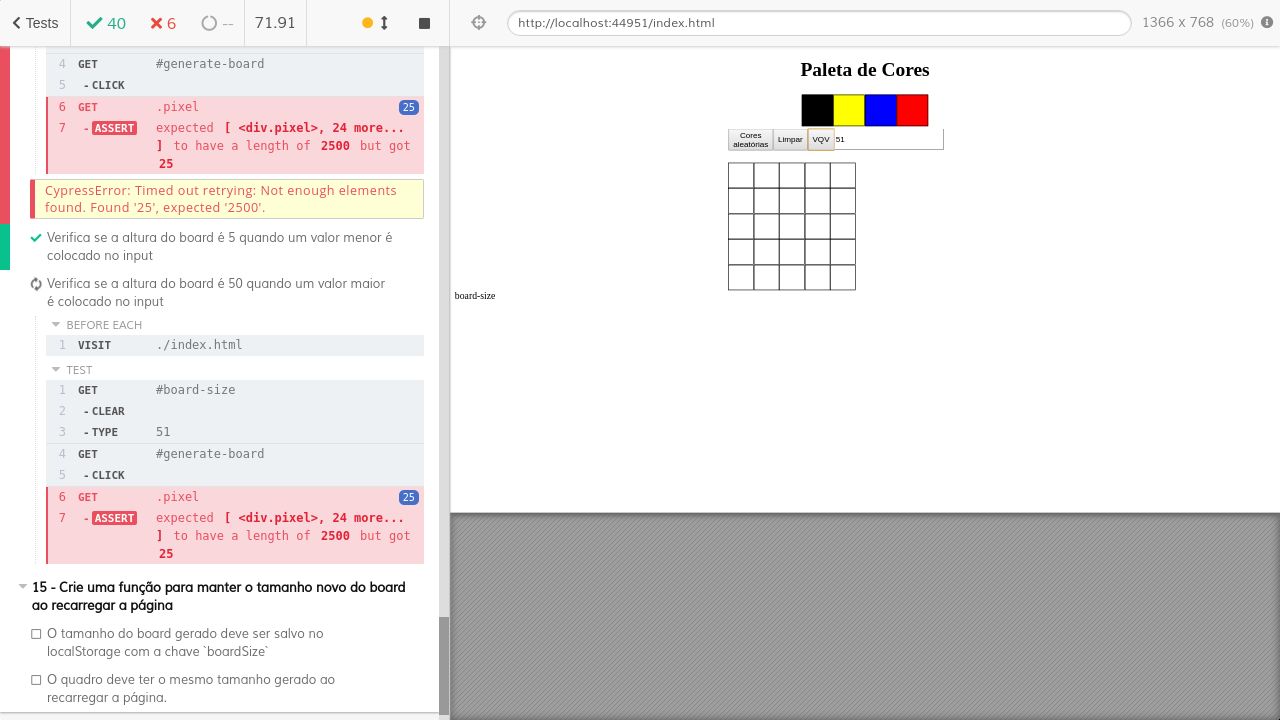 Tests 40 6 -- 71.91
http://localhost:44951/index.html 1366 x 768 (60%)
4 GET #generate-board
5 - CLICK
6 GET .pixel 25
7 - ASSERT expected [ <div.pixel>, 24 more...
] to have a length of 2500 but got
25
CypressError: Timed out retrying: Not enough elements
found. Found '25', expected '2500'.
Verifica se a altura do board é 5 quando um valor menor é
colocado no input
Verifica se a altura do board é 50 quando um valor maior
é colocado no input
BEFORE EACH
1 VISIT ./index.html
TEST
1 GET #board-size
2 - CLEAR
3 - TYPE 51
4 GET #generate-board
5 - CLICK
6 GET .pixel 25
7 - ASSERT expected [ <div.pixel>, 24 more...
] to have a length of 2500 but got
25
15 - Crie uma função para manter o tamanho novo do board
ao recarregar a página
O tamanho do board gerado deve ser salvo no
localStorage com a chave `boardSize`
O quadro deve ter o mesmo tamanho gerado ao
recarregar a página.
Paleta de Cores
Cores
aleatórias
Limpar
VQV
51
board-size